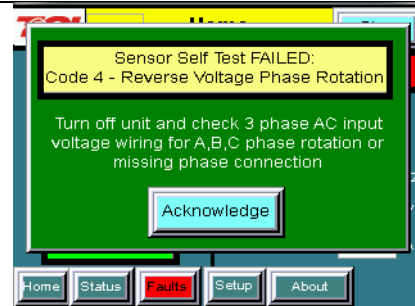 Sensor Self Test FAILED:
Code 4 - Reverse Voltage Phase Rotation
Turn off unit and check 3 phase AC input
voltage wiring for A,B,C phase rotation or
missing phase connection
Acknowledge
Home Status Faults Setup About